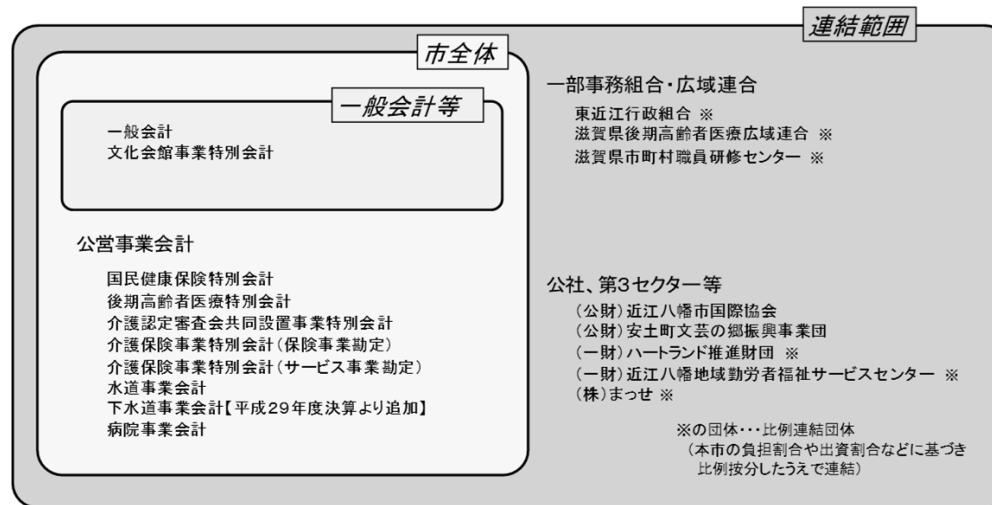 連結範囲
市全体
一般会計等
一般会計
文化会館事業特別会計
公営事業会計
国民健康保険特別会計
後期高齢者医療特別会計
介護認定審査会共同設置事業特別会計
介護保険事業特別会計(保険事業勘定)
介護保険事業特別会計(サービス事業勘定)
水道事業会計
下水道事業会計【平成29年度決算より追加】
病院事業会計
一部事務組合・広域連合
東近江行政組合 ※
滋賀県後期高齢者医療広域連合 ※
滋賀県市町村職員研修センター ※
公社、第3セクター等
(公財)近江八幡市国際協会
(公財)安土町文芸の郷振興事業団
(一財)ハートランド推進財団 ※
(一財)近江八幡地域勤労者福祉サービスセンター ※
(株)まっせ ※
※の団体・・・比例連結団体
(本市の負担割合や出資割合などに基づき
比例按分したうえで連結)